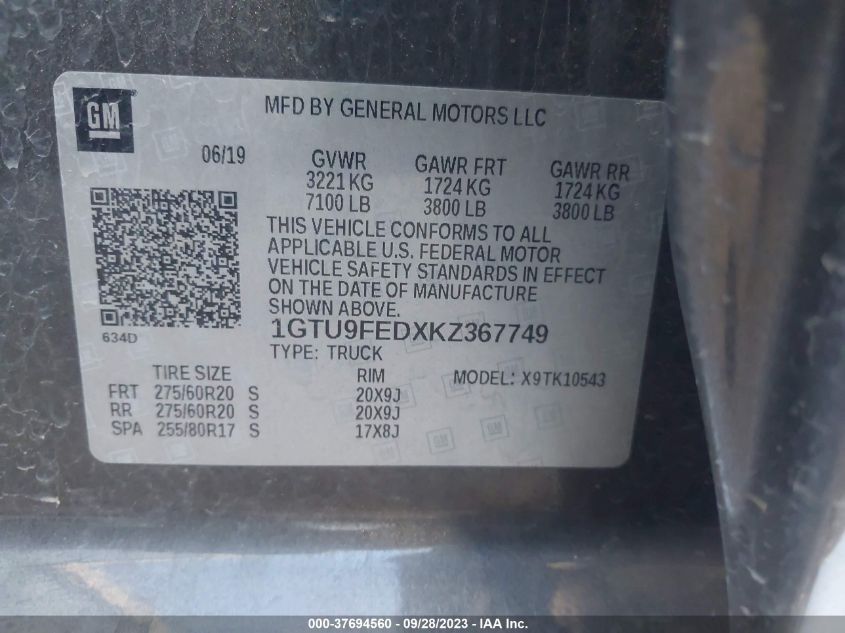 GM
MFD BY GENERAL MOTORS LLC
06/19 GVWR GAWR FRT GAWR RR
3221 KG 1724 KG 1724 KG
7100 LB 3800 LB 3800 LB
THIS VEHICLE CONFORMS TO ALL
APPLICABLE U.S. FEDERAL MOTOR
VEHICLE SAFETY STANDARDS IN EFFECT
ON THE DATE OF MANUFACTURE
SHOWN ABOVE.
634D
1GTU9FEDXKZ367749
TYPE: TRUCK
TIRE SIZE RIM MODEL: X9TK10543
FRT 275/60R20 S 20X9J
RR 275/60R20 S 20X9J
SPA 255/80R17 S 17X8J
000-37694560 - 09/28/2023 - IAA Inc.